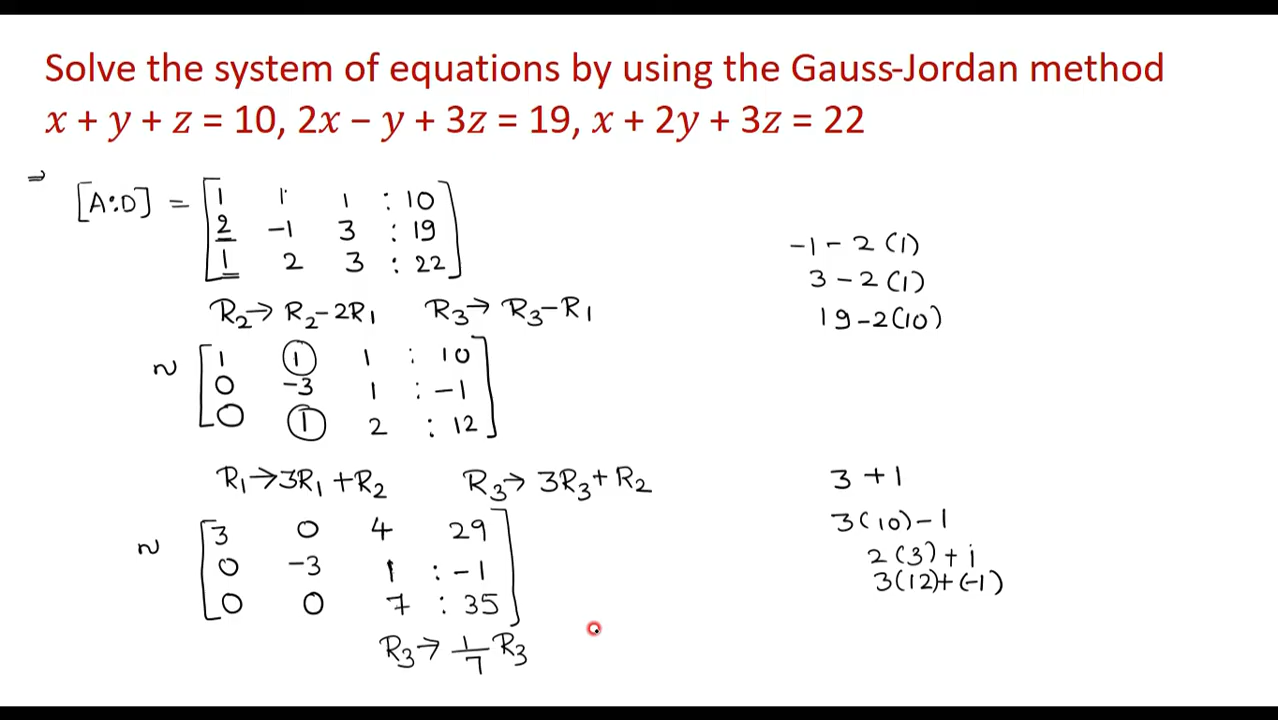 Solve the system of equations by using the Gauss-Jordan method
x + y + z = 10, 2x − y + 3z = 19, x + 2y + 3z = 22
⇒ [A:D] = [1 1 1 : 10
2 -1 3 : 19
1 2 3 : 22]
-1 - 2(1)
3 - 2(1)
19 - 2(10)
R₂→ R₂-2R₁ R₃→ R₃-R₁
~ [1 1 1 : 10
0 -3 1 : -1
0 1 2 : 12]
R₁→3R₁+R₂ R₃→ 3R₃+R₂
3 + 1
3(10)-1
2(3)+1
3(12)+(-1)
~ [3 0 4 29
0 -3 1 : -1
0 0 7 : 35]
R₃→ 1/7 R₃